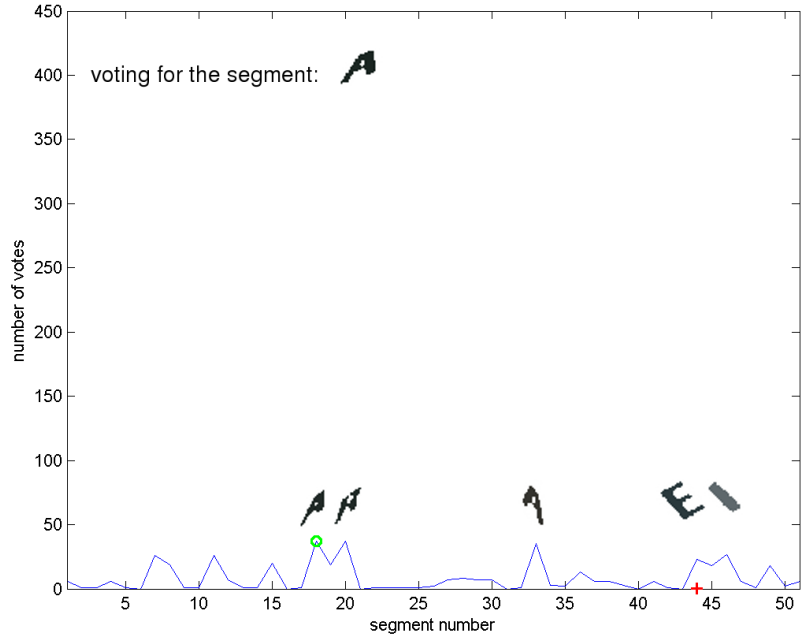 450
voting for the segment: A
400
350
300
250
200
150
100
A A A E I
50
0
5 10 15 20 25 30 35 40 45 50
number of votes
segment number